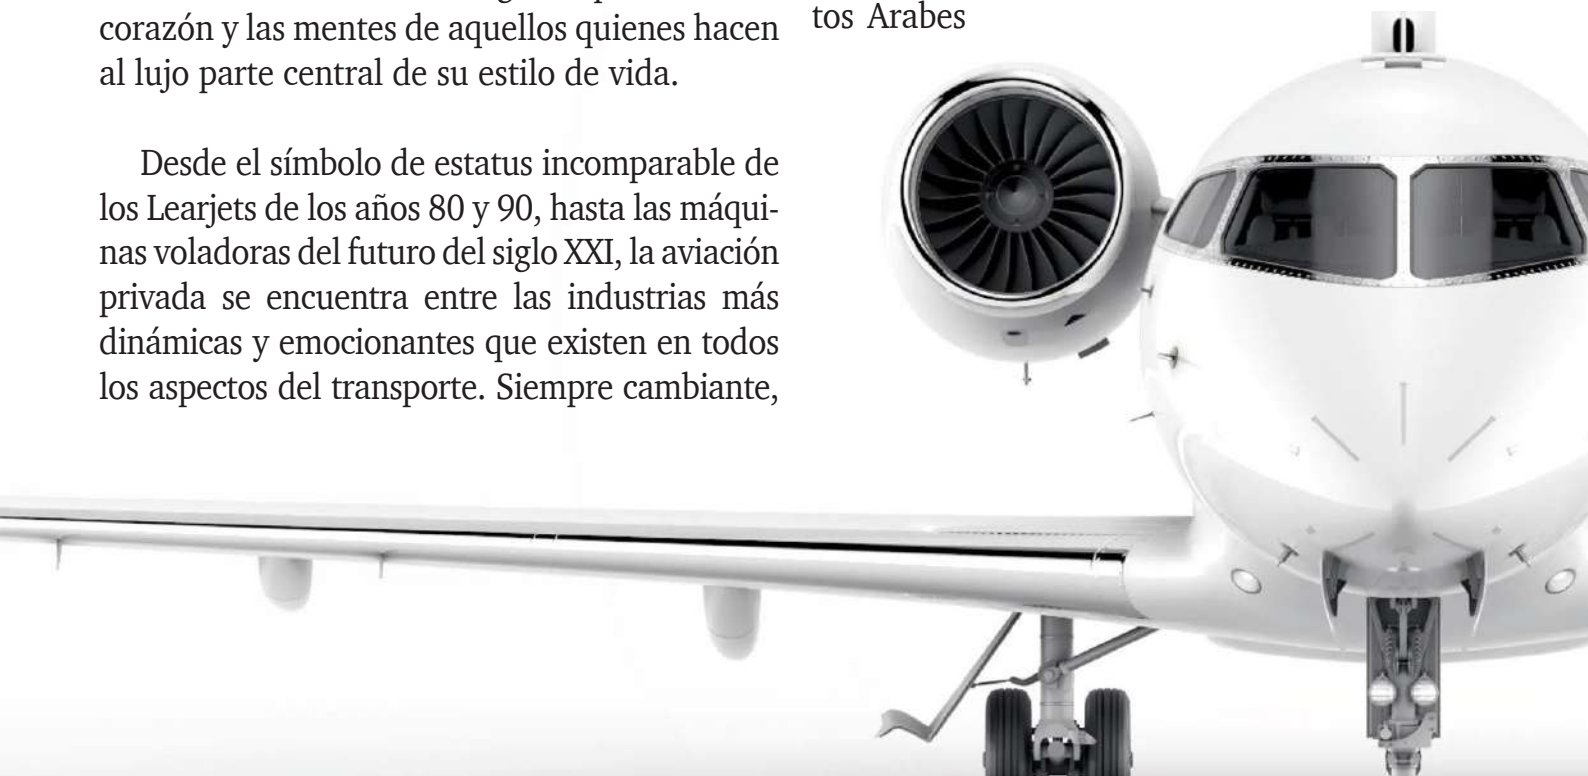 corazón y las mentes de aquellos quienes hacen
al lujo parte central de su estilo de vida.
Desde el símbolo de estatus incomparable de
los Learjets de los años 80 y 90, hasta las máqui-
nas voladoras del futuro del siglo XXI, la aviación
privada se encuentra entre las industrias más
dinámicas y emocionantes que existen en todos
los aspectos del transporte. Siempre cambiante,
tos Arabes